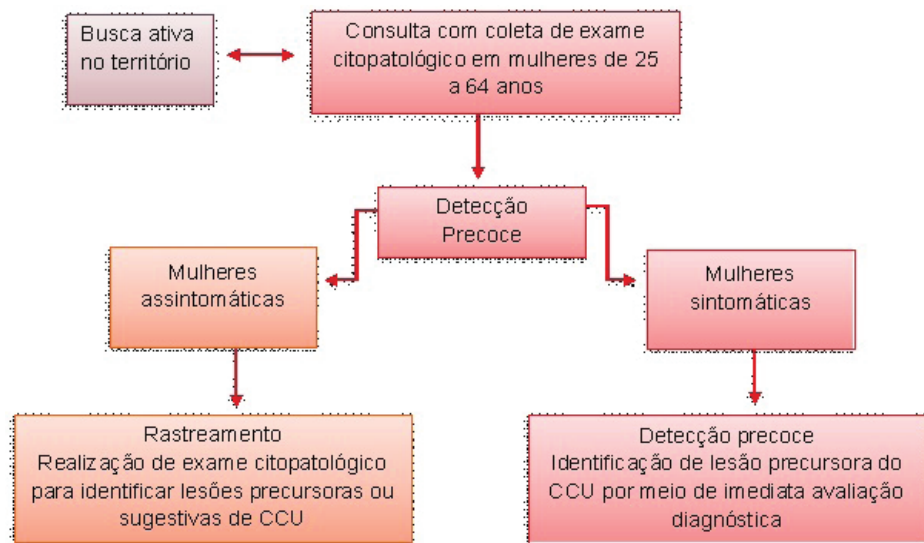 Busca ativa
no território
Consulta com coleta de exame
citopatológico em mulheres de 25
a 64 anos
Detecção
Precoce
Mulheres
assintomáticas
Mulheres
sintomáticas
Rastreamento
Realização de exame citopatológico
para identificar lesões precursoras ou
sugestivas de CCU
Detecção precoce
Identificação de lesão precursora do
CCU por meio de imediata avaliação
diagnóstica